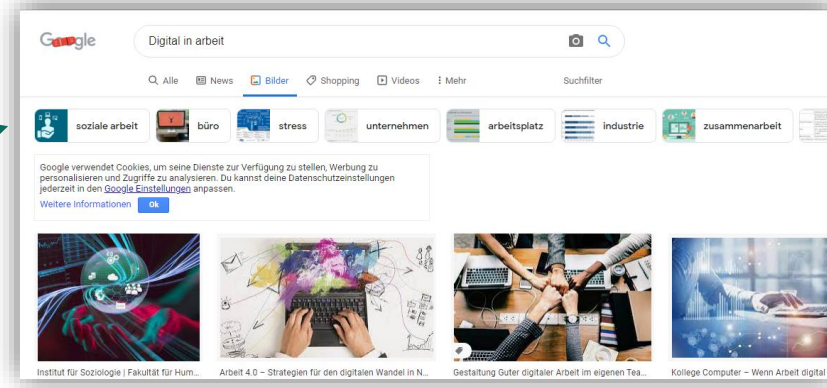 Google
Digital in arbeit
Alle News Bilder Shopping Videos Mehr Suchfilter
soziale arbeit büro stress unternehmen arbeitsplatz industrie zusammenarbeit
Google verwendet Cookies, um seine Dienste zur Verfügung zu stellen, Werbung zu
personalisieren und Zugriffe zu analysieren. Du kannst deine Datenschutzeinstellungen
jederzeit in den Google Einstellungen anpassen.
Weitere Informationen Ok
Institut für Soziologie | Fakultät für Hum... Arbeit 4.0 – Strategien für den digitalen Wandel in N... Gestaltung Guter digitaler Arbeit im eigenen Tea... Kollege Computer – Wenn Arbeit digital